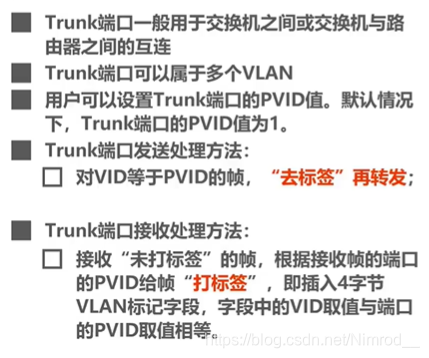 Trunk端口一般用于交换机之间或交换机与路
由器之间的互连
Trunk端口可以属于多个VLAN
用户可以设置Trunk端口的PVID值。默认情况
下，Trunk端口的PVID值为1。
Trunk端口发送处理方法：
对VID等于PVID的帧，“去标签”再转发；
Trunk端口接收处理方法：
接收“未打标签”的帧，根据接收帧的端口
的PVID给帧“打标签”，即插入4字节
VLAN标记字段，字段中的VID取值与端口
的PVID取值相等。
https://blog.csdn.net/Nimrod__